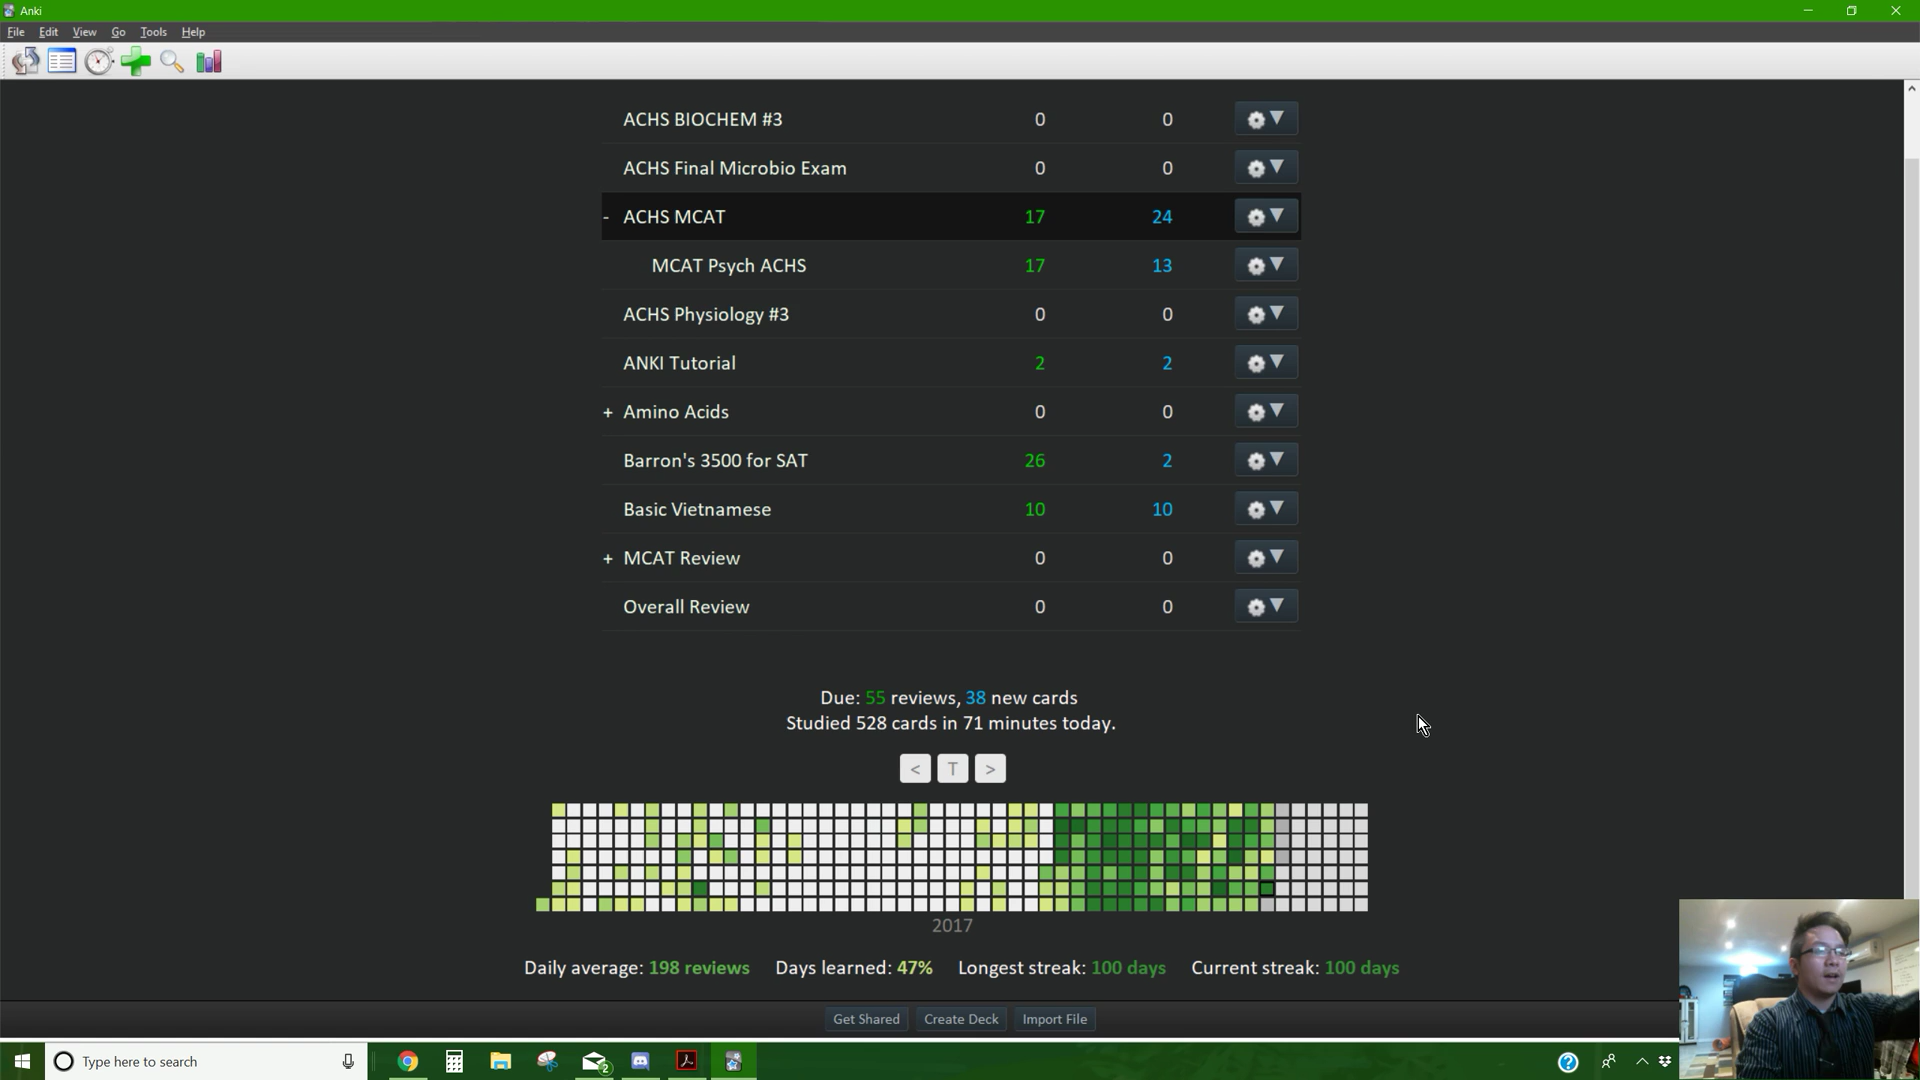 Anki
File Edit View Go Tools Help
ACHS BIOCHEM #3 0 0
ACHS Final Microbio Exam 0 0
- ACHS MCAT 17 24
MCAT Psych ACHS 17 13
ACHS Physiology #3 0 0
ANKI Tutorial 2 2
+ Amino Acids 0 0
Barron's 3500 for SAT 26 2
Basic Vietnamese 10 10
+ MCAT Review 0 0
Overall Review 0 0
Due: 55 reviews, 38 new cards
Studied 528 cards in 71 minutes today.
< T >
2017
Daily average: 198 reviews Days learned: 47% Longest streak: 100 days Current streak: 100 days
Get Shared Create Deck Import File
Type here to search 2